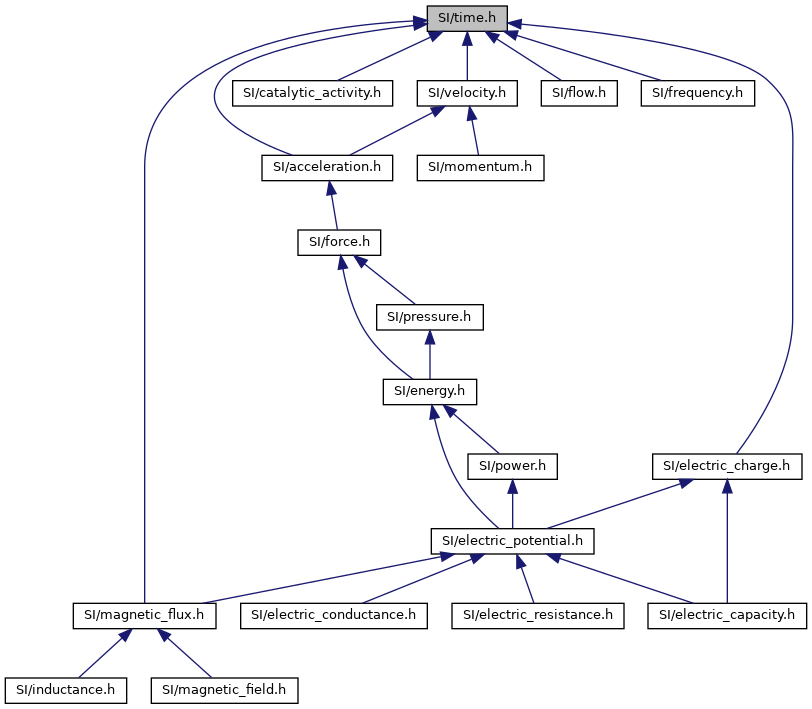 SI/time.h
SI/catalytic_activity.h
SI/velocity.h
SI/flow.h
SI/frequency.h
SI/acceleration.h
SI/momentum.h
SI/force.h
SI/pressure.h
SI/energy.h
SI/power.h
SI/electric_charge.h
SI/electric_potential.h
SI/magnetic_flux.h
SI/electric_conductance.h
SI/electric_resistance.h
SI/electric_capacity.h
SI/inductance.h
SI/magnetic_field.h